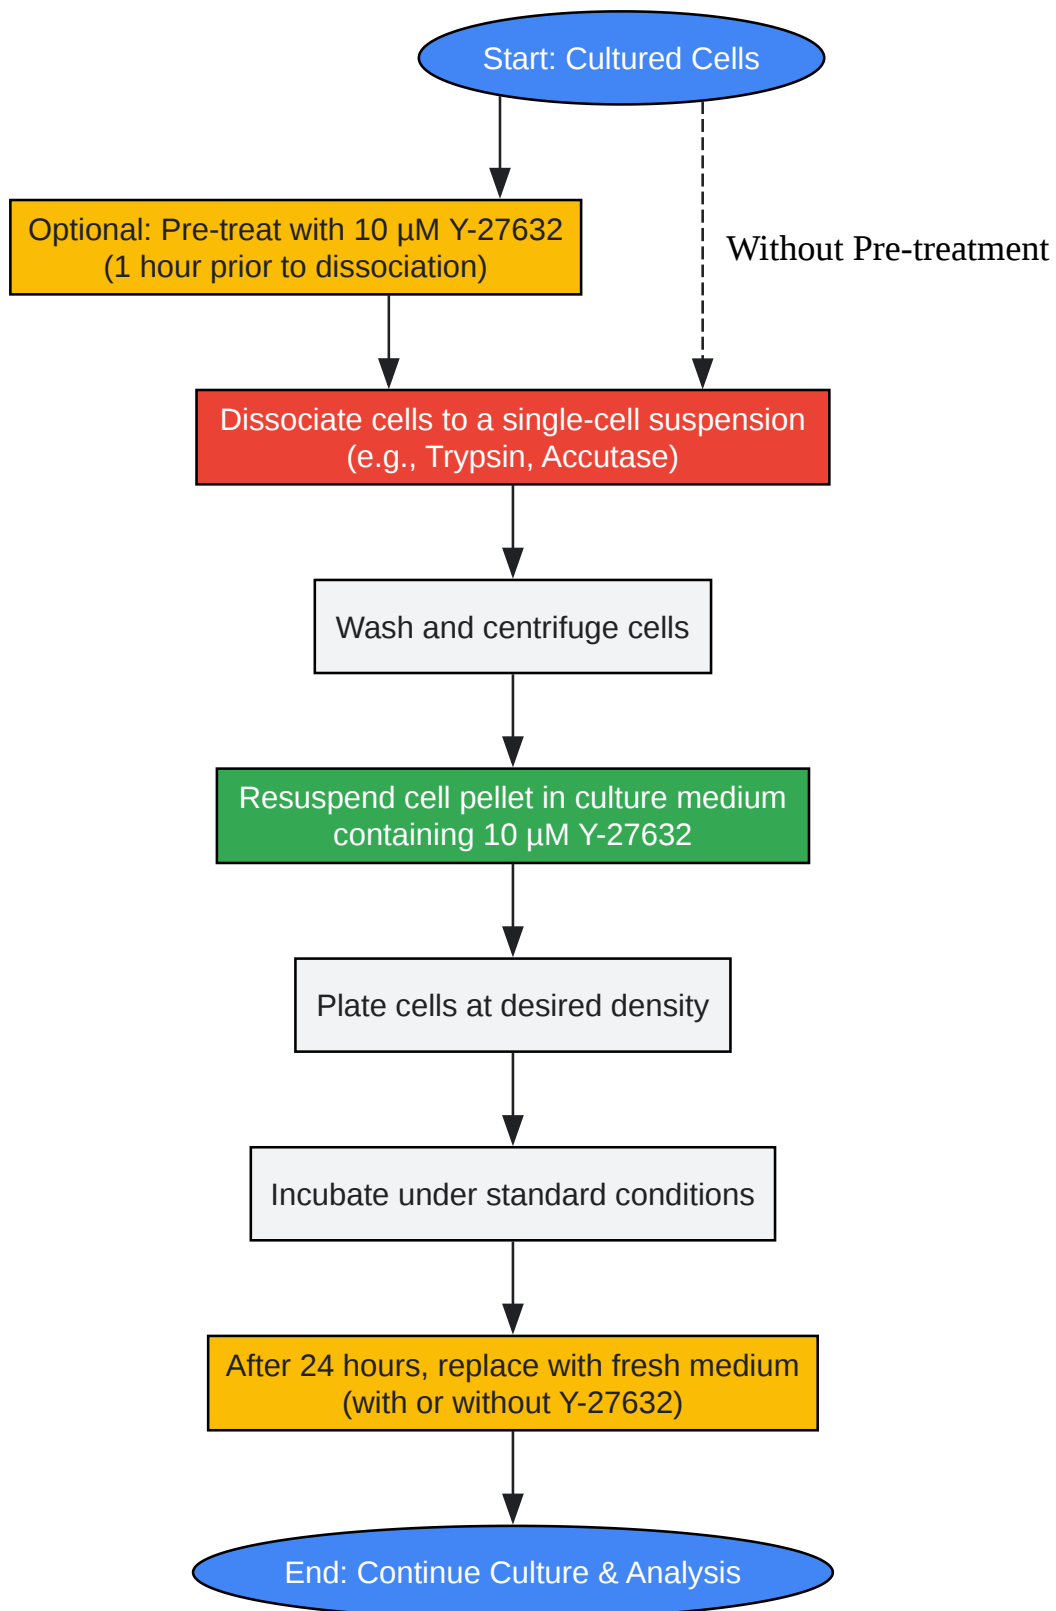 Start: Cultured Cells
Optional: Pre-treat with 10 µM Y-27632
(1 hour prior to dissociation)
Without Pre-treatment
Dissociate cells to a single-cell suspension
(e.g., Trypsin, Accutase)
Wash and centrifuge cells
Resuspend cell pellet in culture medium
containing 10 µM Y-27632
Plate cells at desired density
Incubate under standard conditions
After 24 hours, replace with fresh medium
(with or without Y-27632)
End: Continue Culture & Analysis